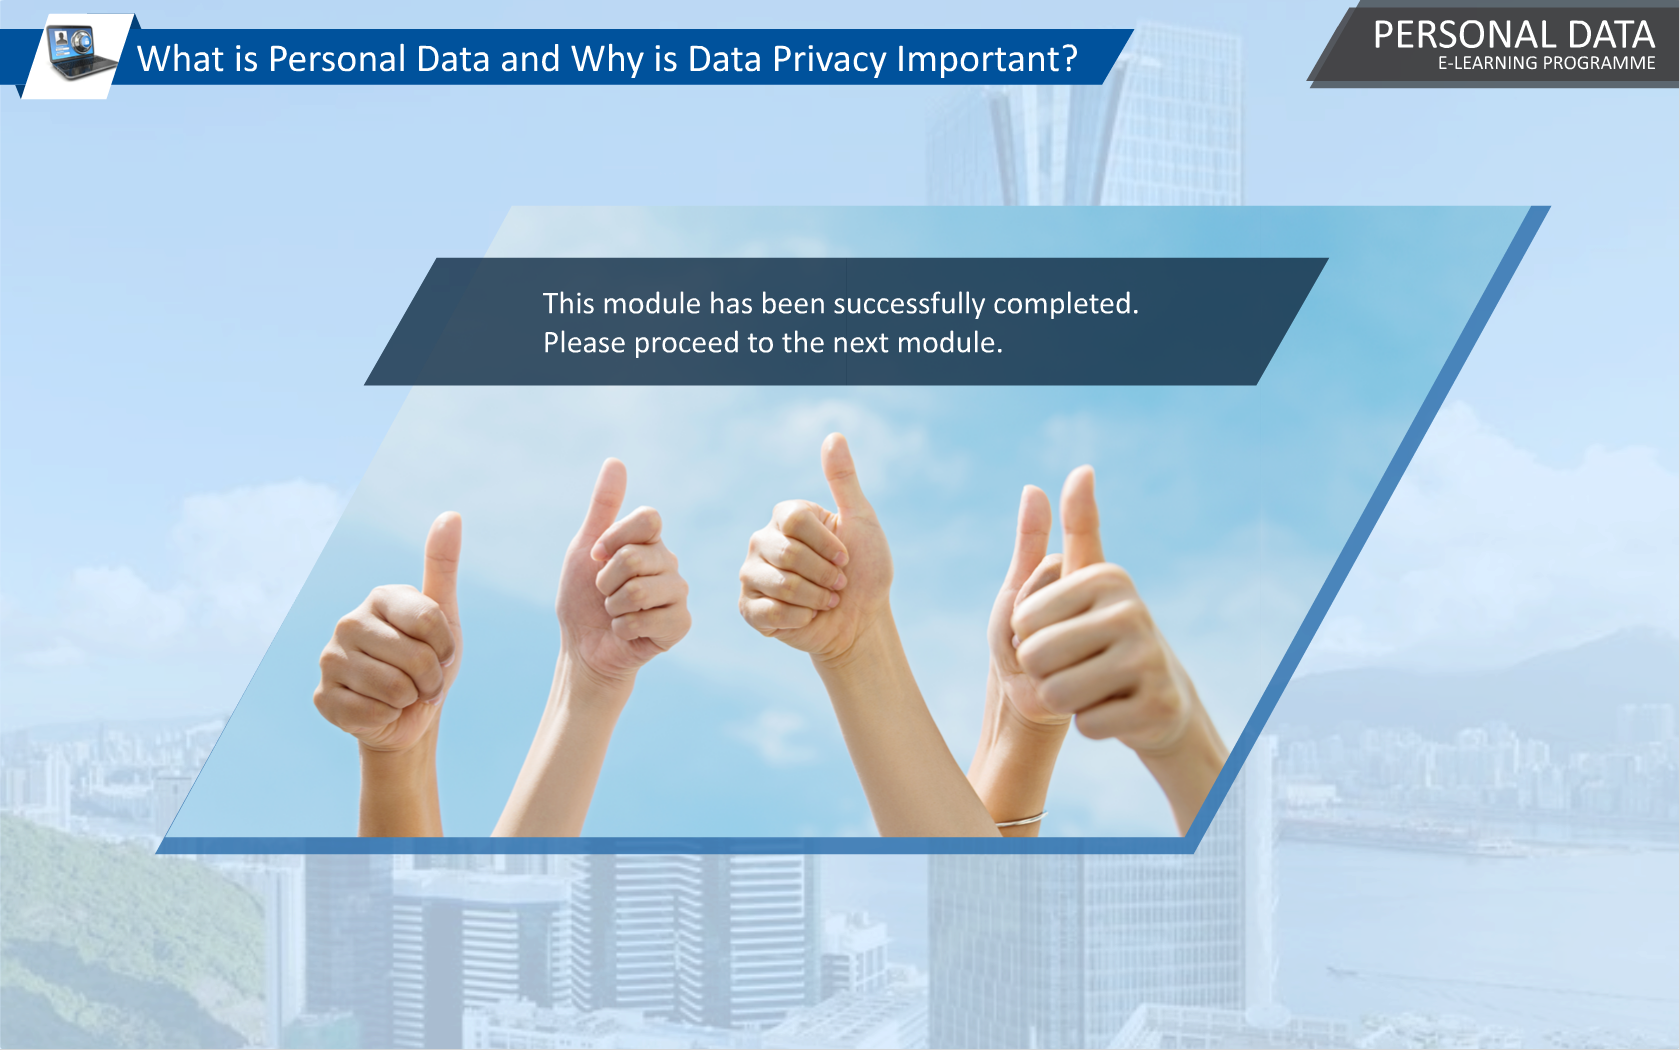 What is Personal Data and Why is Data Privacy Important?
PERSONAL DATA
E-LEARNING PROGRAMME
This module has been successfully completed.
Please proceed to the next module.